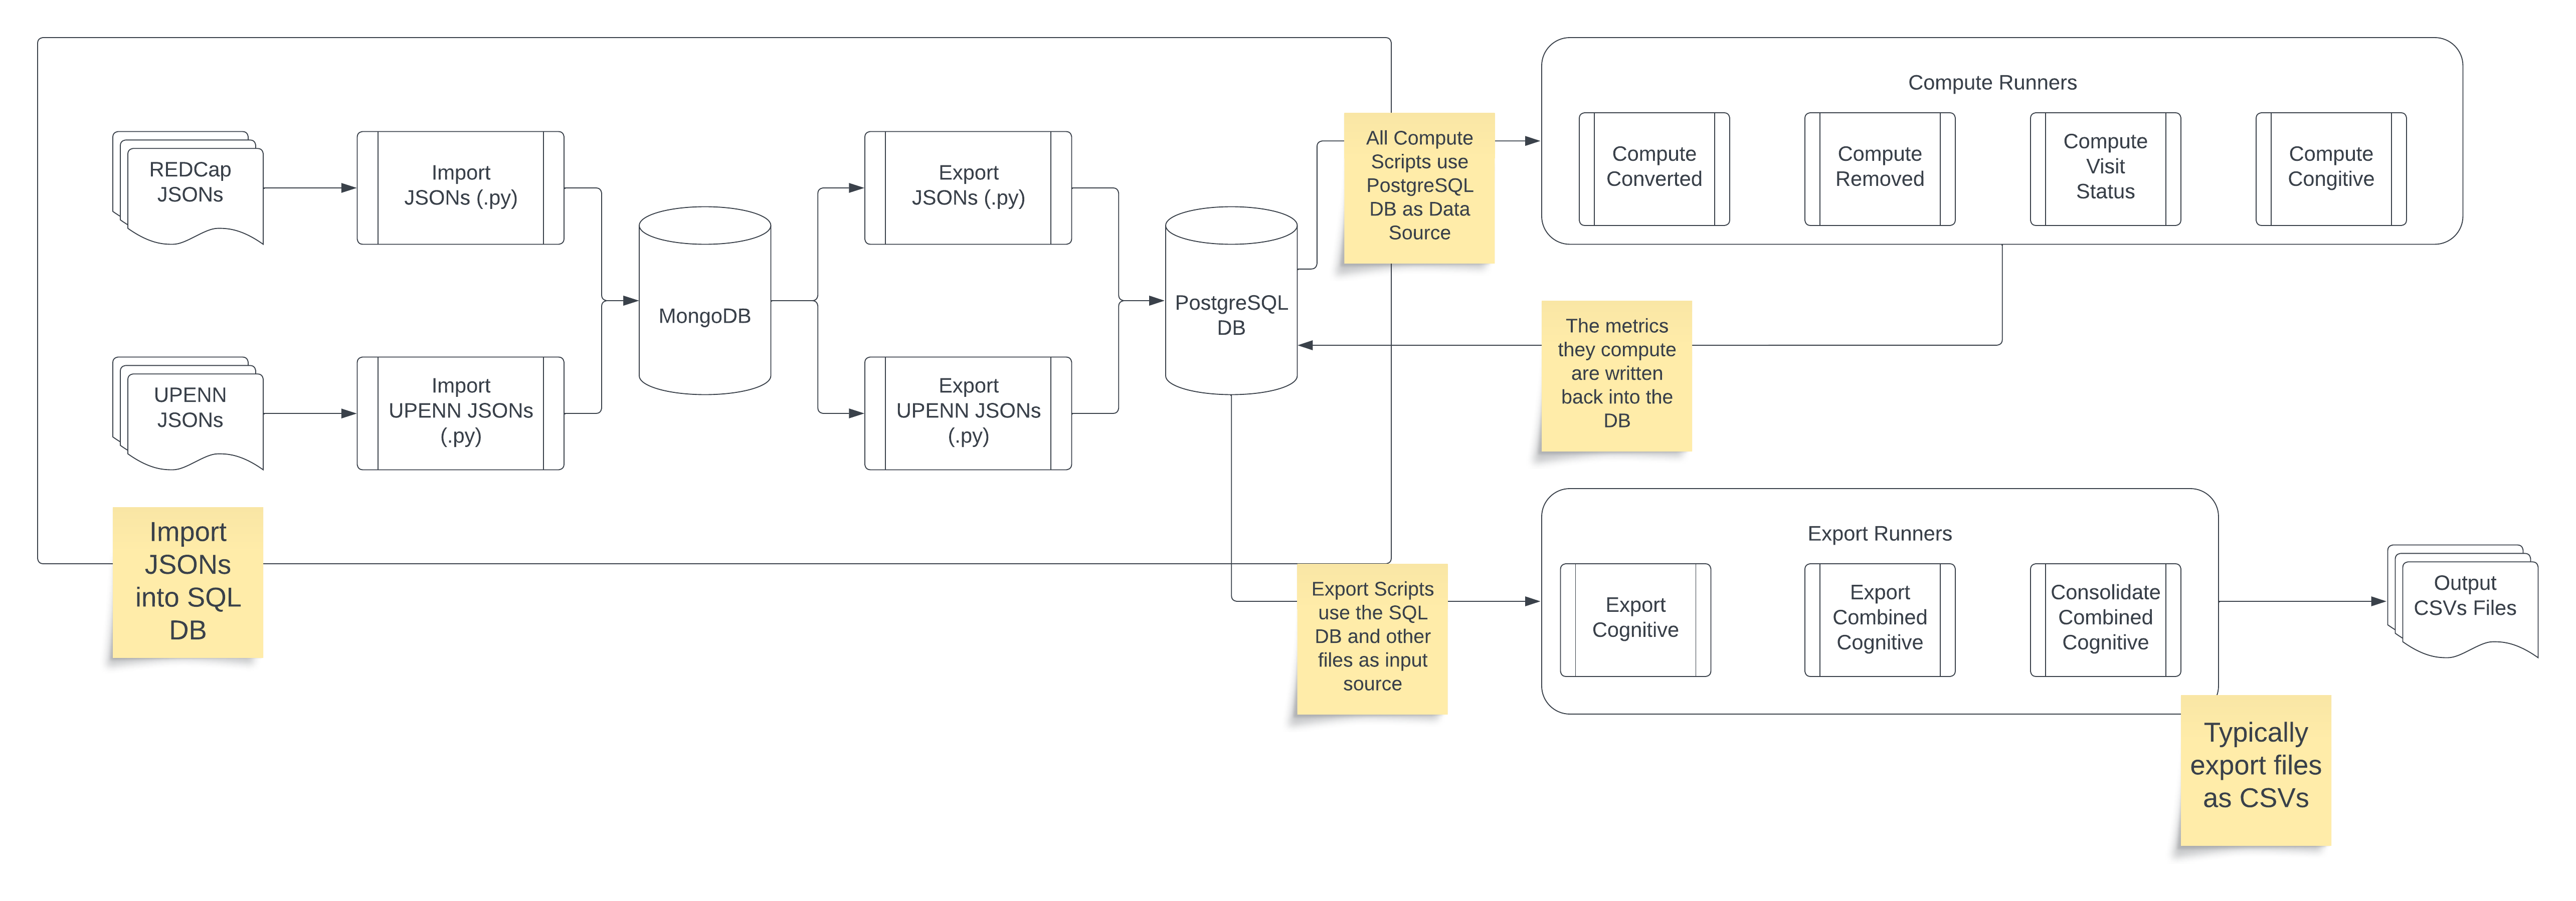 REDCap
JSONs
Import
JSONs (.py)
Export
JSONs (.py)
MongoDB
PostgreSQL
DB
UPENN
JSONs
Import
UPENN JSONs
(.py)
Export
UPENN JSONs
(.py)
Import
JSONs
into SQL
DB
All Compute
Scripts use
PostgreSQL
DB as Data
Source
Compute Runners
Compute
Converted
Compute
Removed
Compute
Visit
Status
Compute
Congitive
The metrics
they compute
are written
back into the
DB
Export Scripts
use the SQL
DB and other
files as input
source
Export Runners
Export
Cognitive
Export
Combined
Cognitive
Consolidate
Combined
Cognitive
Output
CSVs Files
Typically
export files
as CSVs